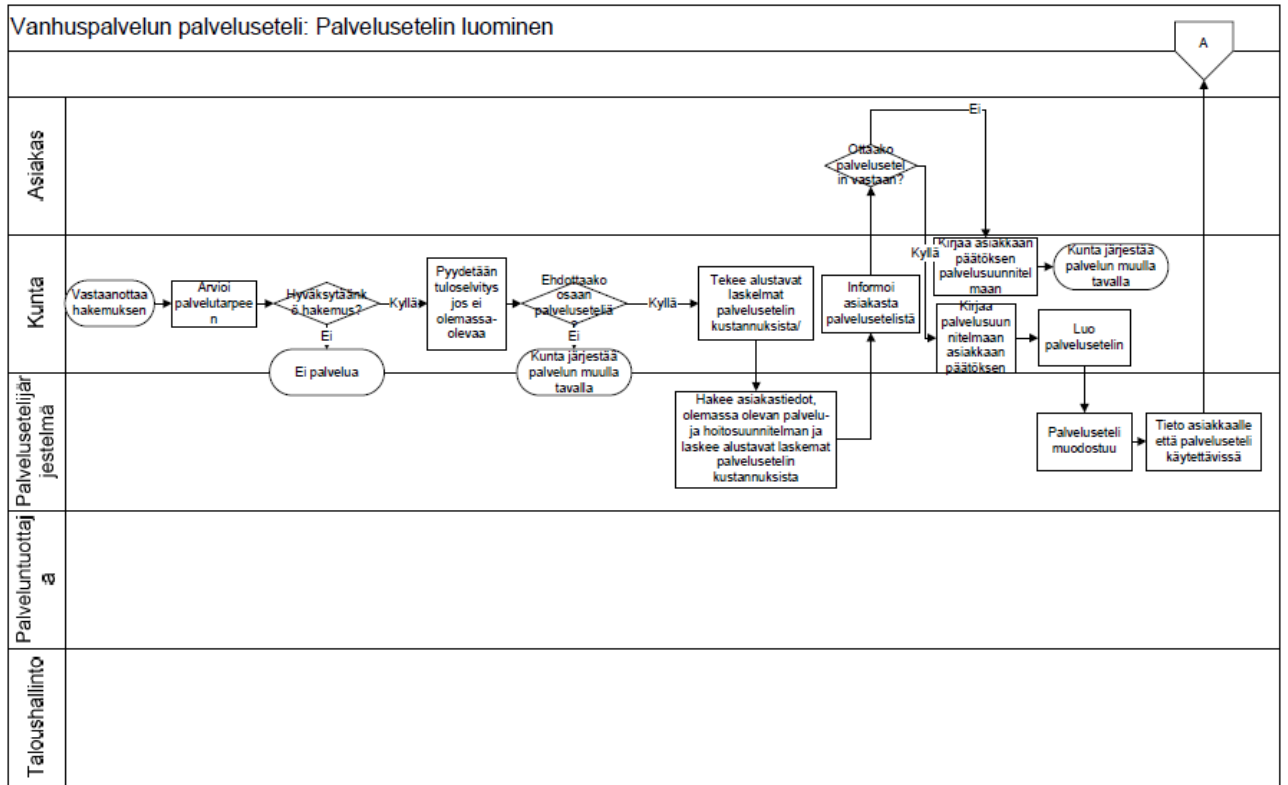 Vanhuspalvelun palveluseteli: Palvelusetelin luominen
A
Asiakas
Ei
Ottaako
palvelusetel
in vastaan?
Kunta
Vastaanottaa
hakemuksen
Arvioi
palvelutarpee
n
Hyväksytäänk
ö hakemus?
Kyllä
Ei
Ei palvelua
Pyydetään
tuloselvitys
jos ei
olemassa-
olevaa
Ehdottaako
osaan
palveluseteliä
?
Kyllä
Ei
Kunta järjestää
palvelun muulla
tavalla
Tekee alustavat
laskelmat
palvelusetelin
kustannuksista/
Informoi
asiakasta
palvelusetelistä
Kyllä
Kirjaa asiakkaan
päätöksen
palvelusuunnitel
maan
Kunta järjestää
palvelun muulla
tavalla
Kirjaa
palvelusuun
nitelmaan
asiakkaan
päätöksen
Luo
palvelusetelin
Palvelusetelijär
jestelmä
Hakee asiakastiedot,
olemassa olevan palvelu-
ja hoitosuunnitelman ja
laskee alustavat laskemat
palvelusetelin
kustannuksista
Palveluseteli
muodostuu
Tieto asiakkaalle
että palveluseteli
käytettävissä
Palveluntuottaj
a
Taloushallinto